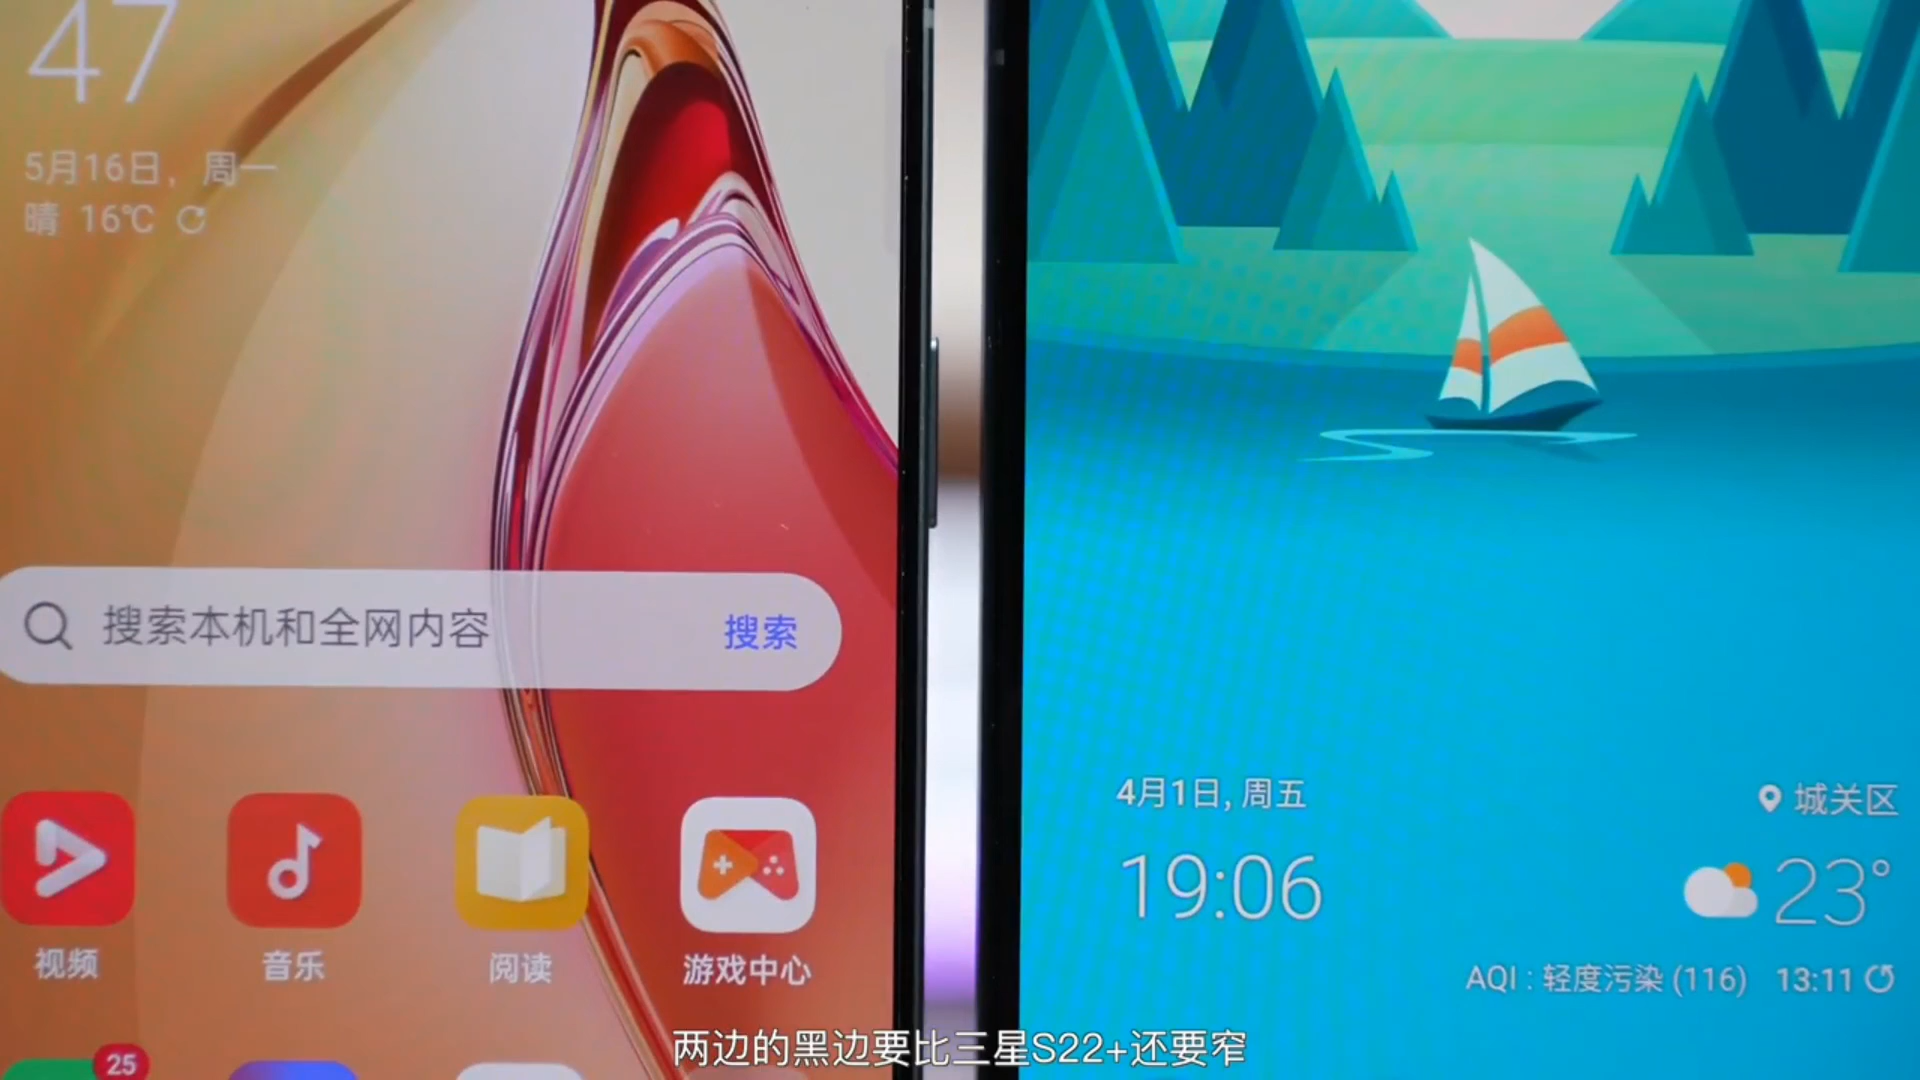 47
5月16日，周一
晴 16℃
搜索本机和全网内容 搜索
视频 音乐 阅读 游戏中心
25
4月1日, 周五
城关区
19:06
23°
AQI : 轻度污染 (116) 13:11
两边的黑边要比三星S22+还要窄